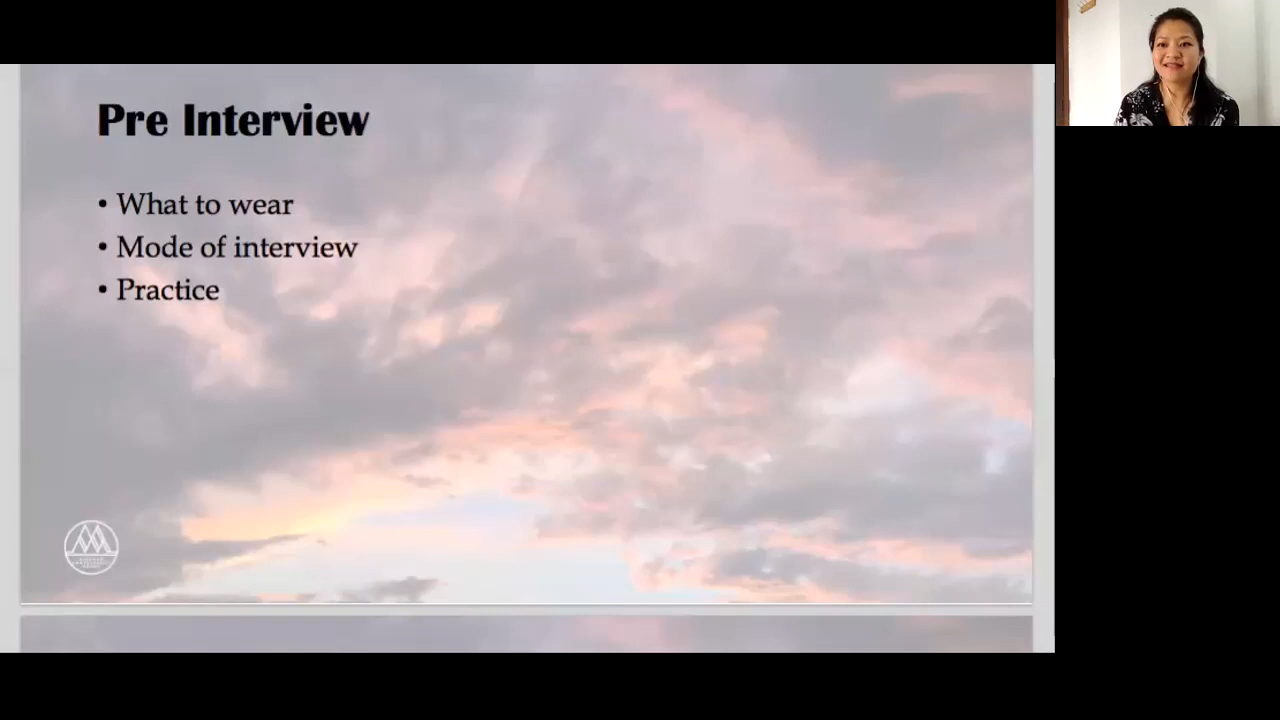 Pre Interview
• What to wear
• Mode of interview
• Practice